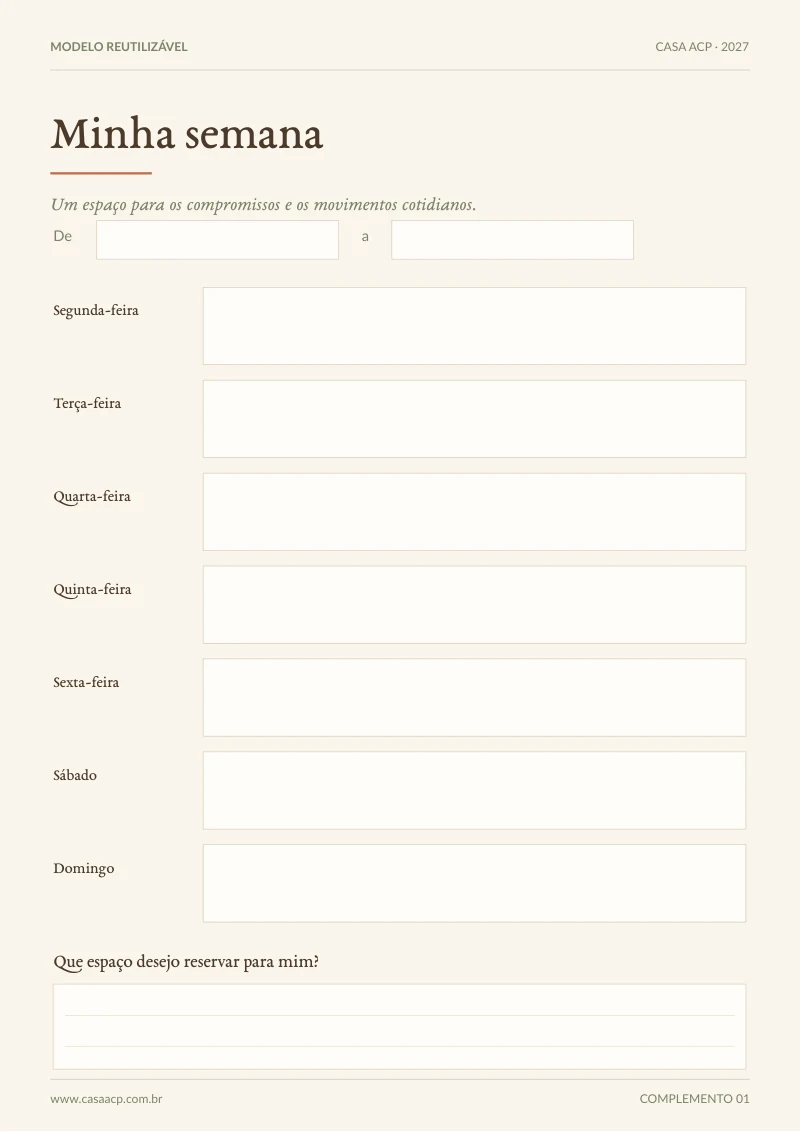 MODELO REUTILIZÁVEL
CASA ACP · 2027
Minha semana
Um espaço para os compromissos e os movimentos cotidianos.
De a
Segunda-feira
Terça-feira
Quarta-feira
Quinta-feira
Sexta-feira
Sábado
Domingo
Que espaço desejo reservar para mim?
www.casaacp.com.br
COMPLEMENTO 01